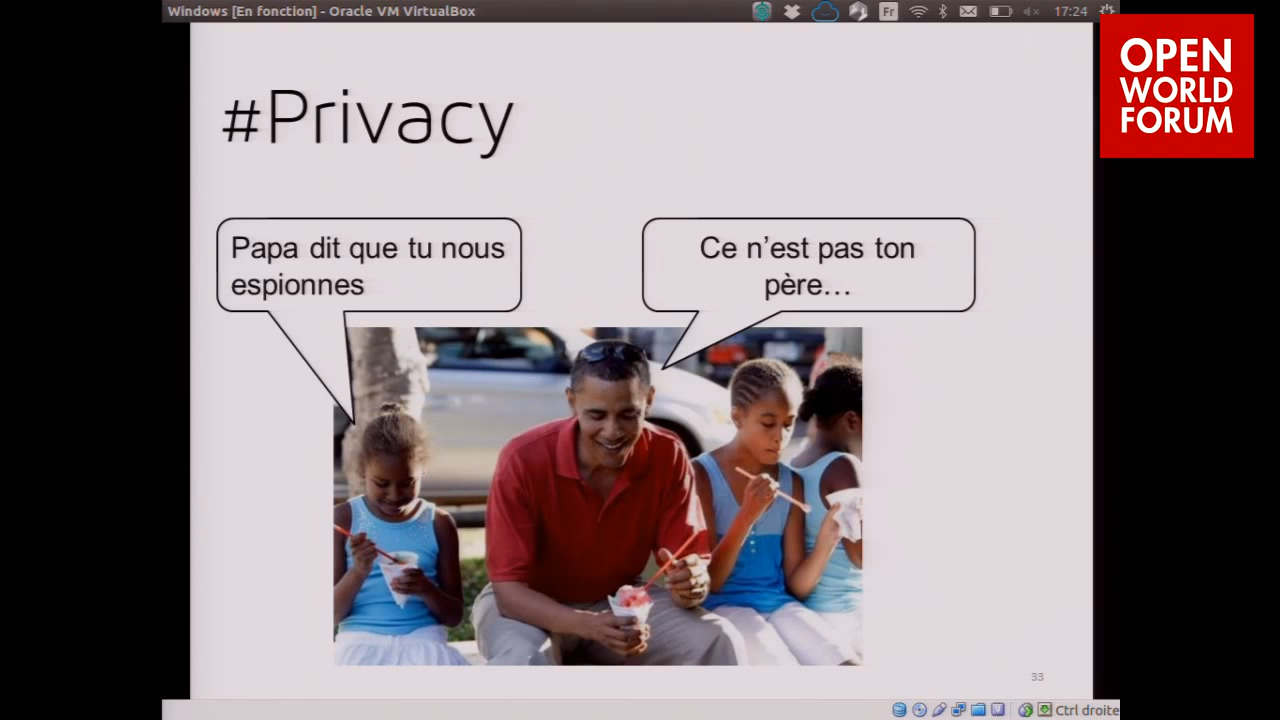 Windows [En fonction] - Oracle VM VirtualBox
Fr
17:24
OPEN
WORLD
FORUM
#Privacy
Papa dit que tu nous
espionnes
Ce n’est pas ton
père…
33
Ctrl droite